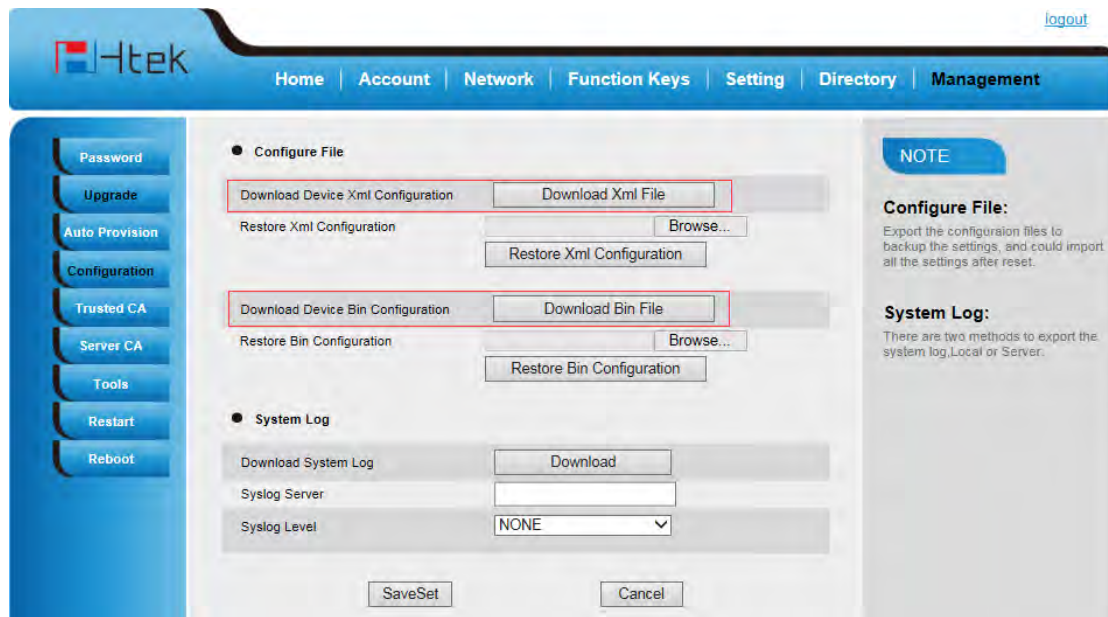 logout
Htek
Home | Account | Network | Function Keys | Setting | Directory | Management
Password
Upgrade
Auto Provision
Configuration
Trusted CA
Server CA
Tools
Restart
Reboot
Configure File
Download Device Xml Configuration Download Xml File
Restore Xml Configuration Browse...
Restore Xml Configuration
Download Device Bin Configuration Download Bin File
Restore Bin Configuration Browse...
Restore Bin Configuration
System Log
Download System Log Download
Syslog Server
Syslog Level NONE
SaveSet Cancel
NOTE
Configure File:
Export the configuraion files to
backup the settings, and could import
all the settings after reset.
System Log:
There are two methods to export the
system log,Local or Server.